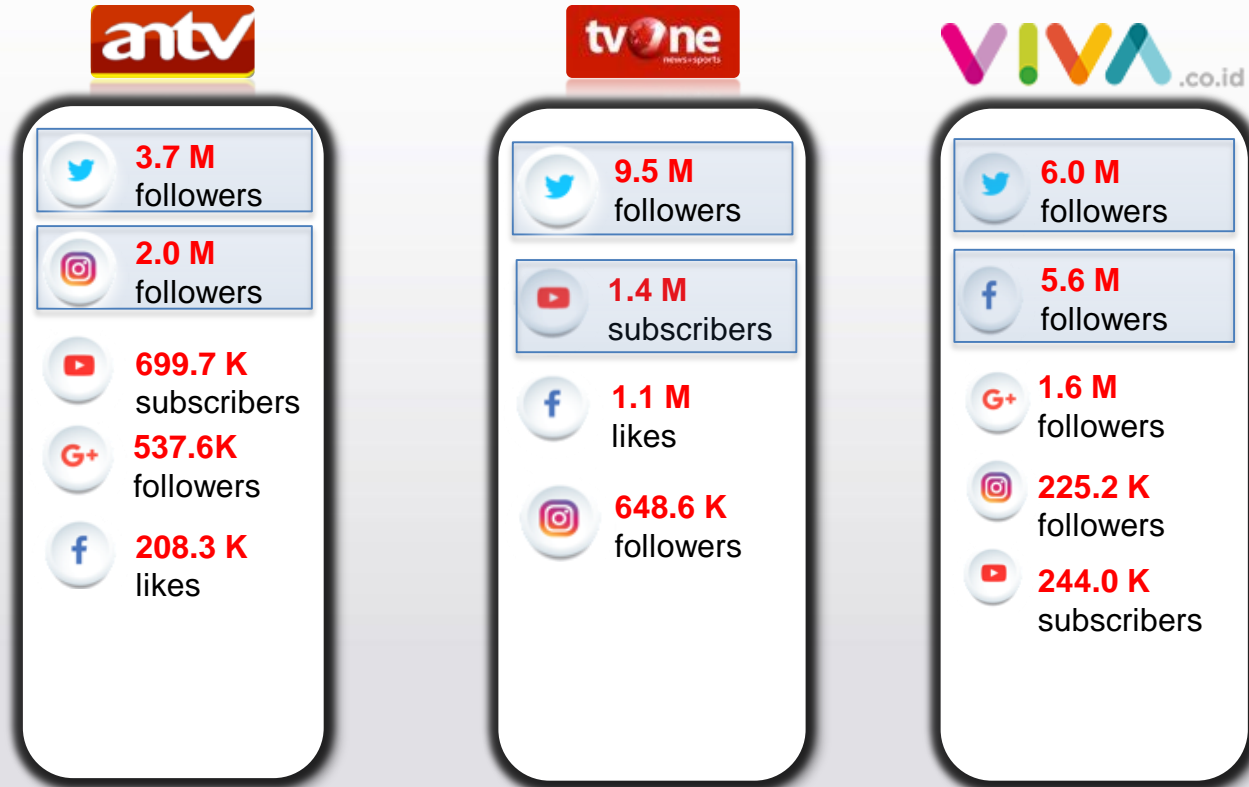 antv
3.7 M
followers
2.0 M
followers
699.7 K
subscribers
537.6K
followers
208.3 K
likes
tvOne
news+sports
9.5 M
followers
1.4 M
subscribers
1.1 M
likes
648.6 K
followers
VIVA.co.id
6.0 M
followers
5.6 M
followers
G+
1.6 M
followers
225.2 K
followers
244.0 K
subscribers